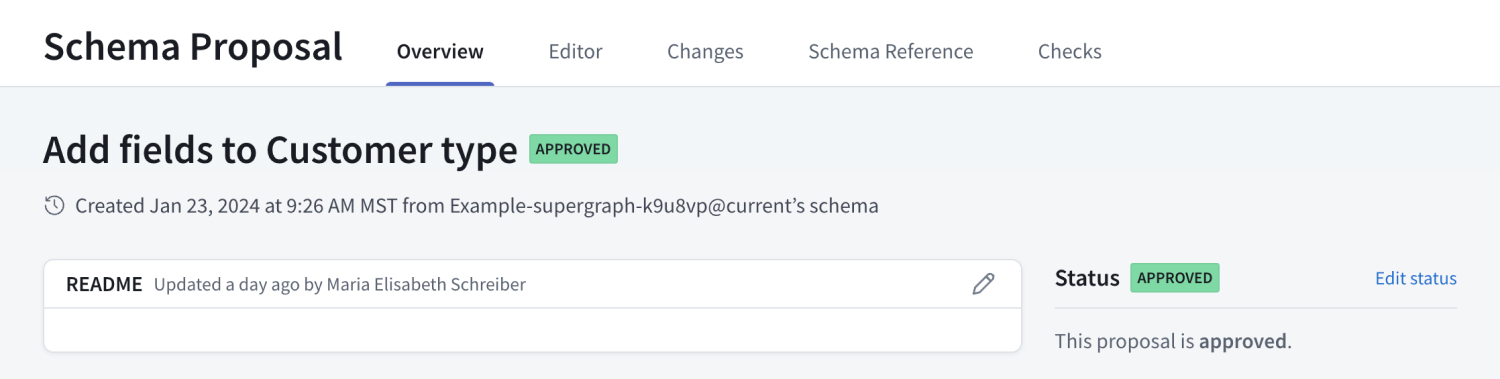 Schema Proposal Overview Editor Changes Schema Reference Checks
Add fields to Customer type APPROVED
Created Jan 23, 2024 at 9:26 AM MST from Example-supergraph-k9u8vp@current’s schema
README Updated a day ago by Maria Elisabeth Schreiber
Status APPROVED Edit status
This proposal is approved.